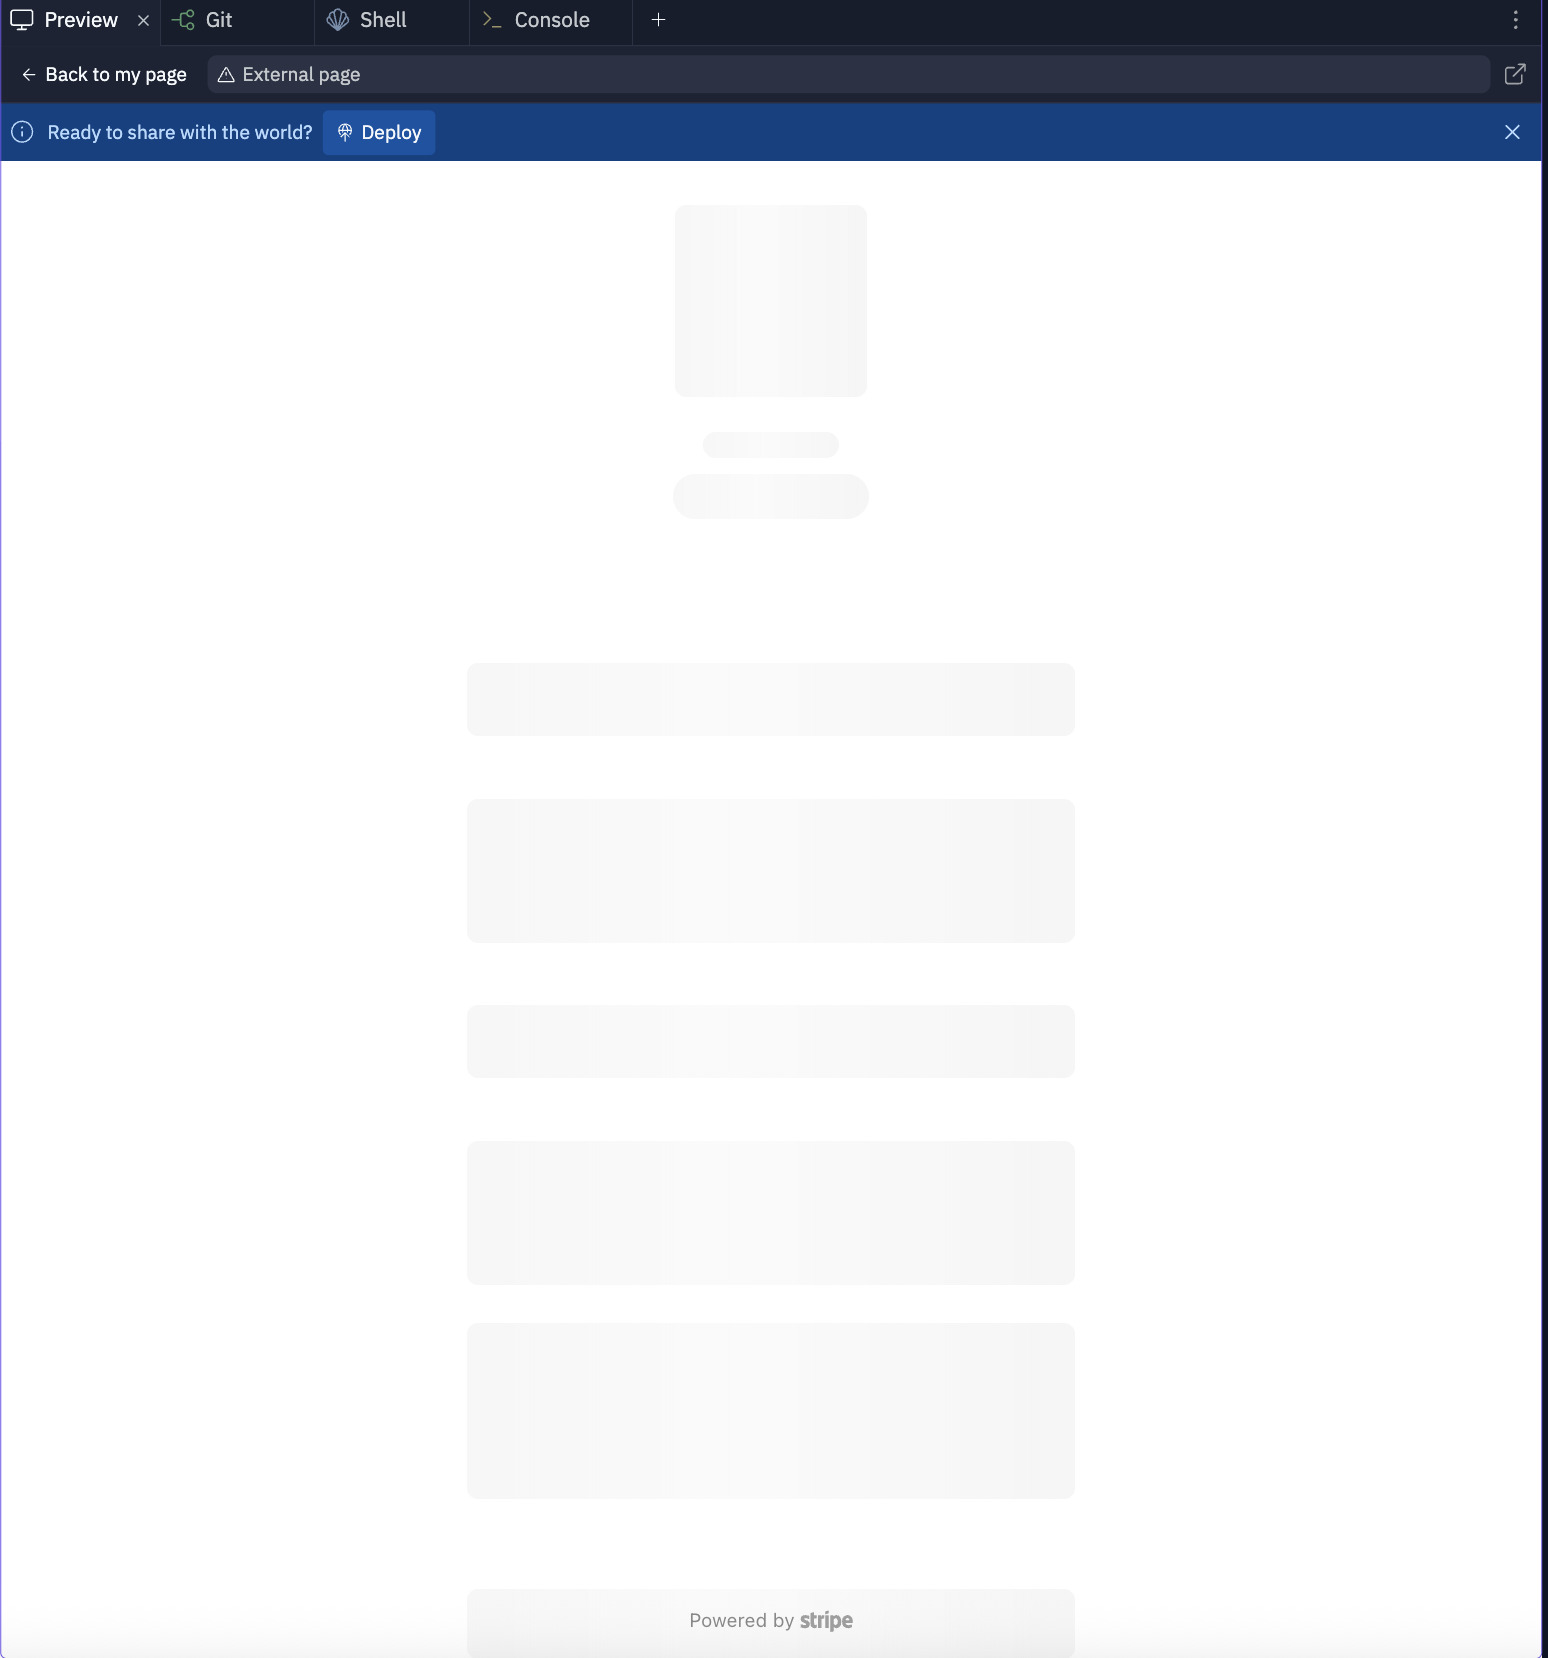 Preview
Git
Shell
Console
Back to my page
External page
Ready to share with the world?
Deploy
Powered by stripe